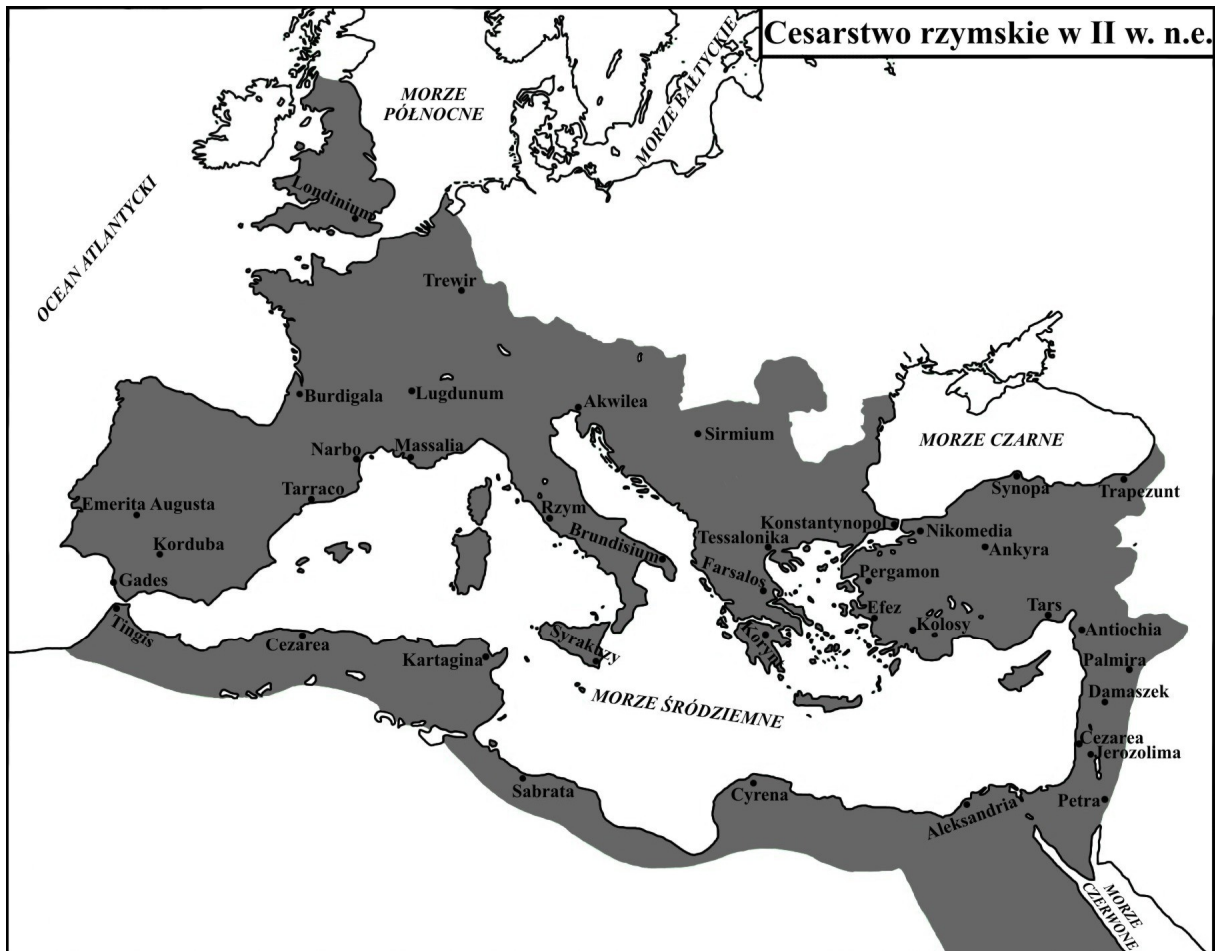 Cesarstwo rzymskie w II w. n.e.
MORZE
PÓŁNOCNE
MORZE BAŁTYCKIE
OCEAN ATLANTYCKI
Londinium
Trewir
Burdigala
Lugdunum
Akwilea
Sirmium
MORZE CZARNE
Narbo
Massalia
Synopa
Trapezunt
Tarraco
Emerita Augusta
Rzym
Konstantynopol
Nikomedia
Brundisium
Tessalonika
Ankyra
Korduba
Pergamon
Farsalos
Gades
Efez
Tars
Tingis
Kolosy
Antiochia
Cezarea
Syrakuzy
Korynt
Kartagina
Palmira
MORZE ŚRÓDZIEMNE
Damaszek
Cezarea
Jerozolima
Sabrata
Cyrena
Aleksandria
Petra
MORZE
CZERWONE